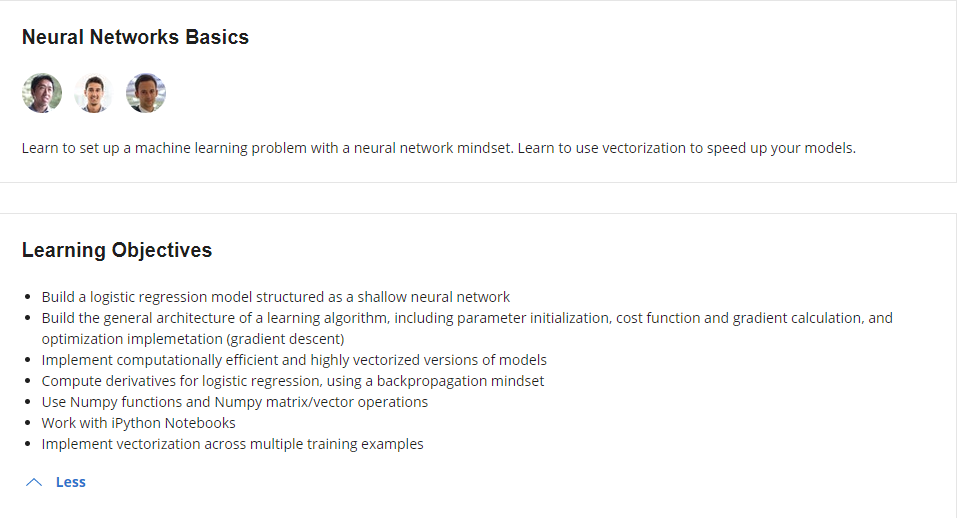 Neural Networks Basics
Learn to set up a machine learning problem with a neural network mindset. Learn to use vectorization to speed up your models.
Learning Objectives
• Build a logistic regression model structured as a shallow neural network
• Build the general architecture of a learning algorithm, including parameter initialization, cost function and gradient calculation, and
optimization implemetation (gradient descent)
• Implement computationally efficient and highly vectorized versions of models
• Compute derivatives for logistic regression, using a backpropagation mindset
• Use Numpy functions and Numpy matrix/vector operations
• Work with iPython Notebooks
• Implement vectorization across multiple training examples
Less